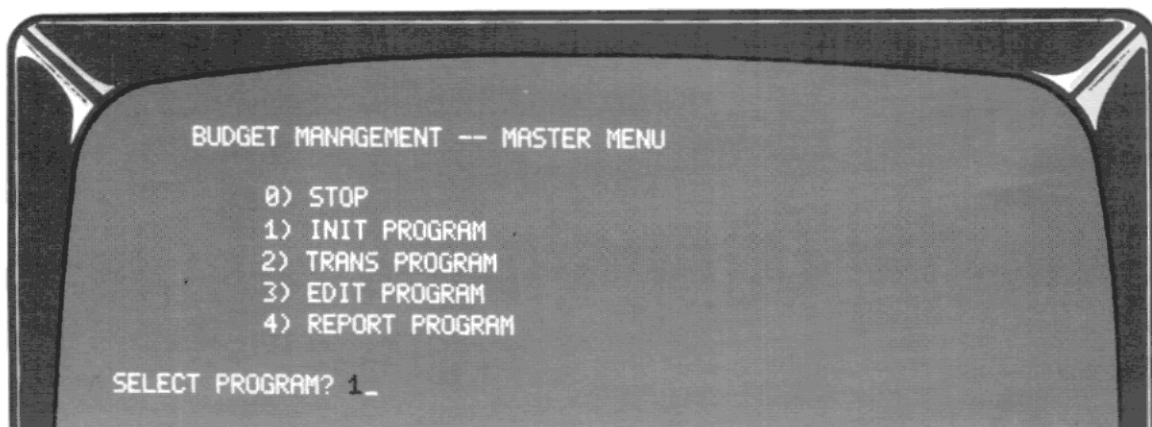 BUDGET MANAGEMENT -- MASTER MENU
0) STOP
1) INIT PROGRAM
2) TRANS PROGRAM
3) EDIT PROGRAM
4) REPORT PROGRAM
SELECT PROGRAM? 1_